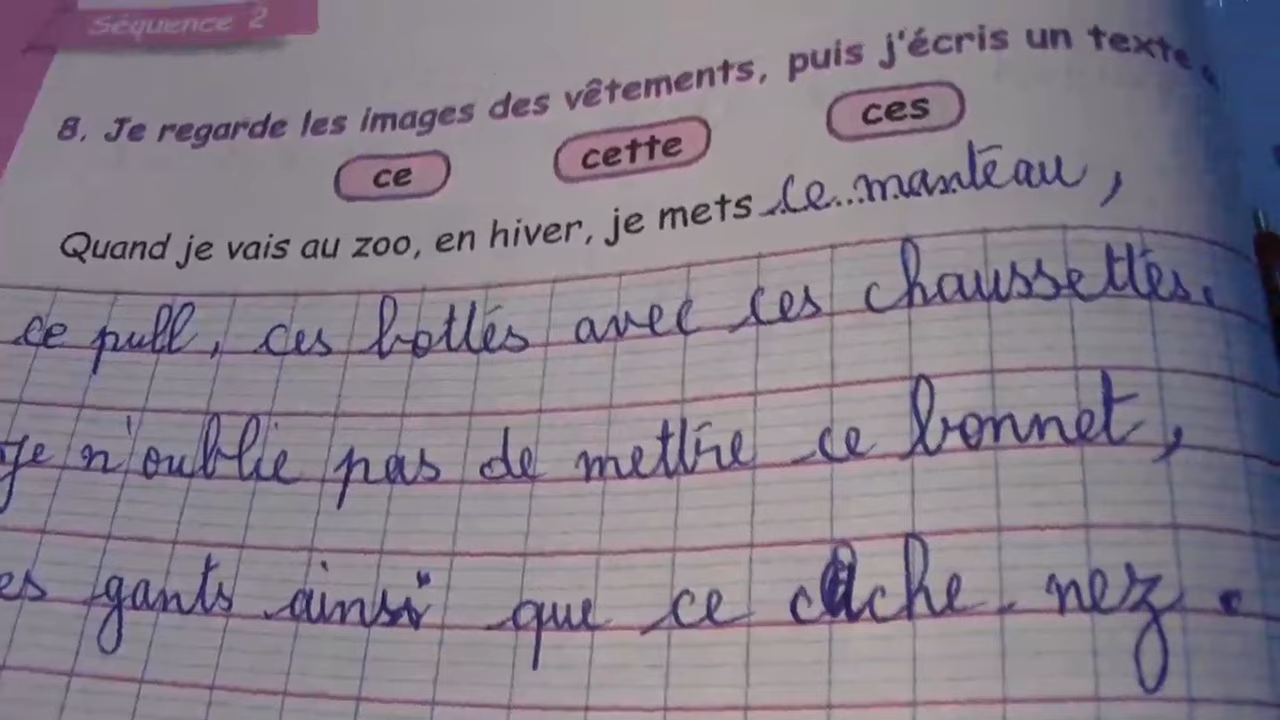 Séquence 2
8. Je regarde les images des vêtements, puis j'écris un texte.
ce cette ces
Quand je vais au zoo, en hiver, je mets ce manteau,
ce pull, ces bottes avec ces chaussettes.
Je n'oublie pas de mettre ce bonnet,
es gants ainsi que ce cache-nez.